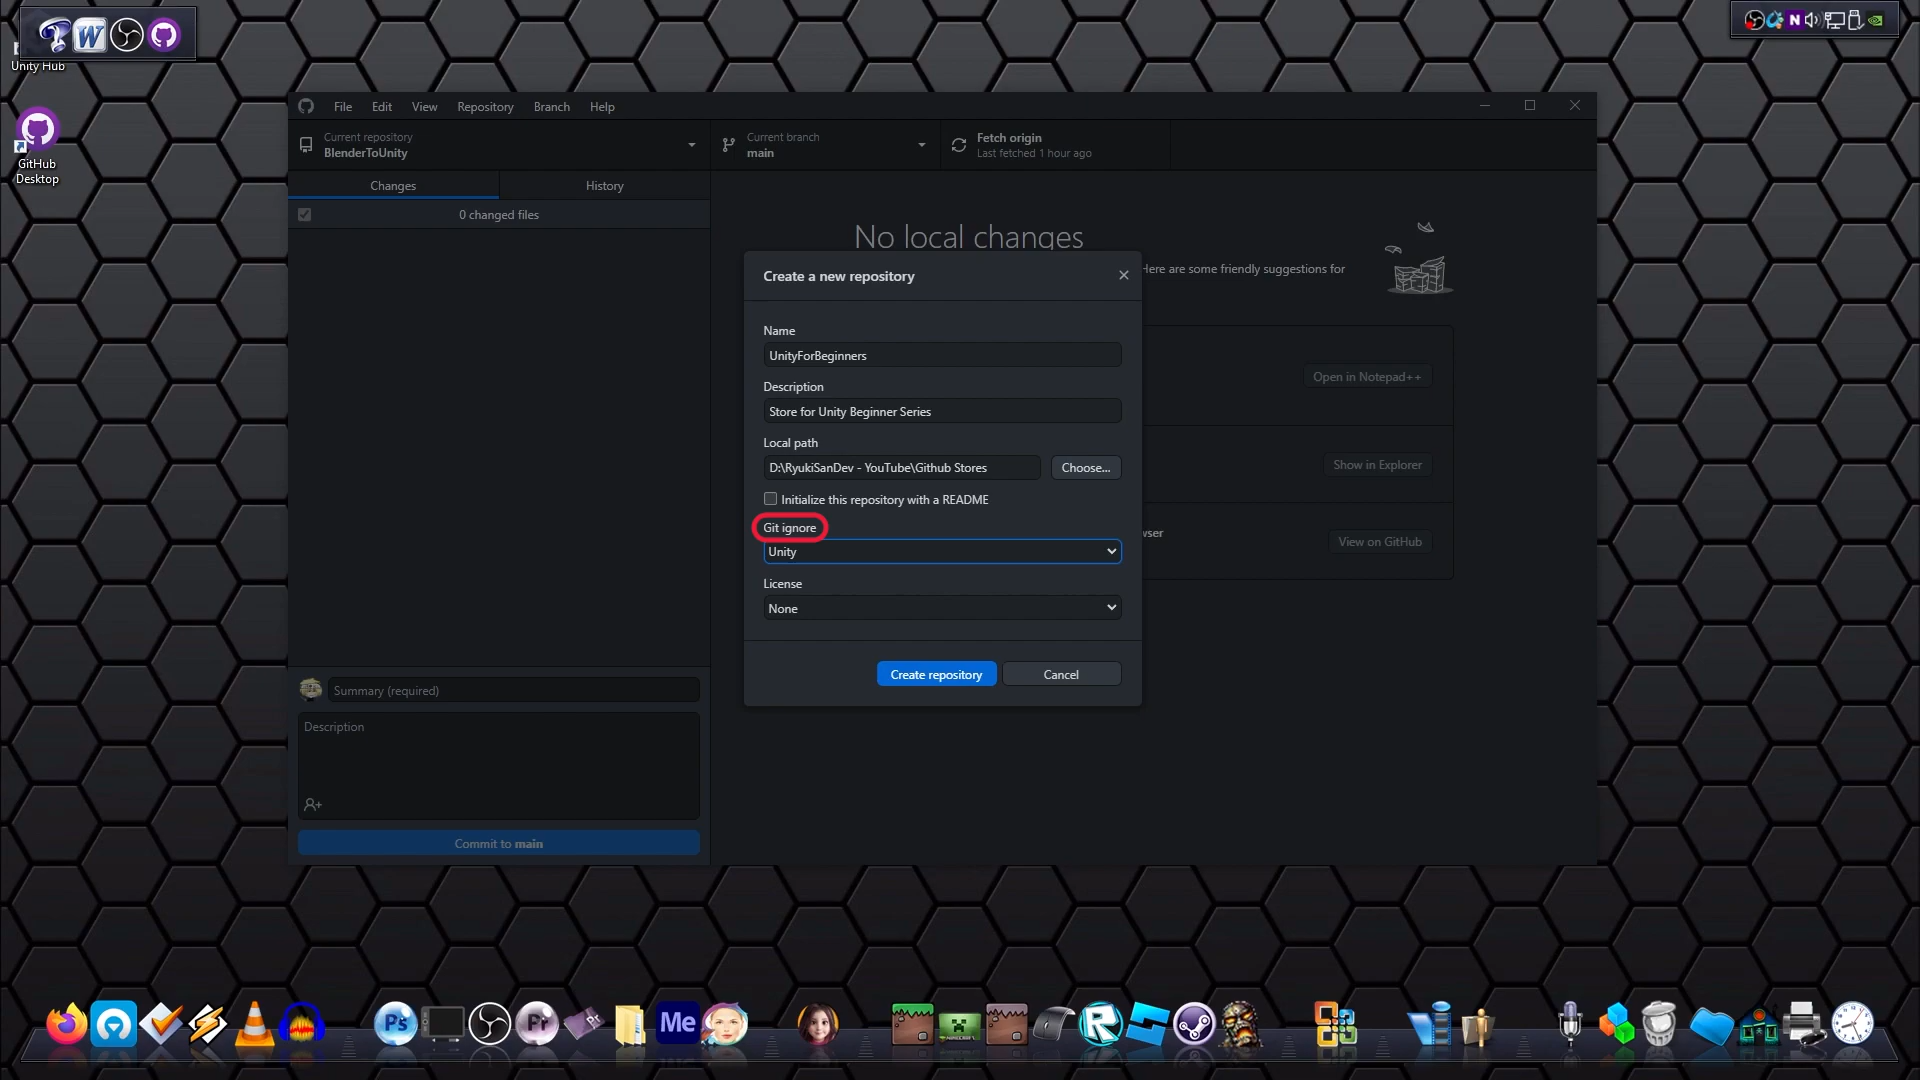 Unity Hub
GitHub
Desktop
File Edit View Repository Branch Help
Current repository
BlenderToUnity
Current branch
main
Fetch origin
Last fetched 1 hour ago
Changes
History
0 changed files
No local changes
Here are some friendly suggestions for
Open in Notepad++
Show in Explorer
wser
View on GitHub
Create a new repository
Name
UnityForBeginners
Description
Store for Unity Beginner Series
Local path
D:\RyukiSanDev - YouTube\Github Stores
Choose...
Initialize this repository with a README
Git ignore
Unity
License
None
Create repository
Cancel
Summary (required)
Description
Commit to main
W
N
Ps
Pr
Pr
Me
MINECRAFT